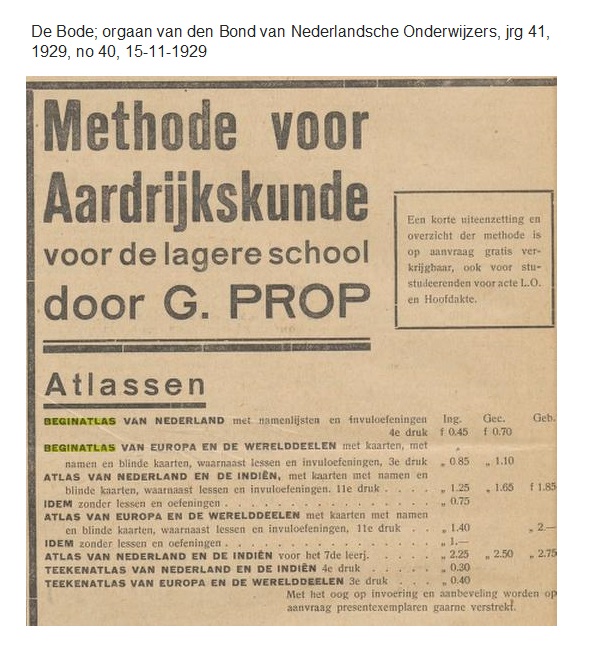 De Bode; orgaan van den Bond van Nederlandsche Onderwijzers, jrg 41,
1929, no 40, 15-11-1929
Methode voor
Aardrijkskunde
voor de lagere school
door G. PROP
Een korte uiteenzetting en
overzicht der methode is
op aanvraag gratis ver-
krijgbaar, ook voor stu-
studeerenden voor acte L.O.
en Hoofdakte.
Atlassen
BEGINATLAS VAN NEDERLAND met namenlijsten en invuloefeningen Ing. Gec. Geb.
4e druk f 0.45 f 0.70
BEGINATLAS VAN EUROPA EN DE WERELDDEELEN met kaarten, met „
namen en blinde kaarten, waarnaast lessen en invuloefeningen, 3e druk „ 0.85 „ 1.10
ATLAS VAN NEDERLAND EN DE INDIËN, met kaarten met namen en
blinde kaarten, waarnaast lessen en invuloefeningen. 11e druk . . . . „ 1.25 „ 1.65 f 1.85
IDEM zonder lessen en oefeningen . . . . . . . . . . . . „ 0.75
ATLAS VAN EUROPA EN DE WERELDDEELEN met kaarten met namen
en blinde kaarten, waarnaast lessen en invuloefeningen, 11e druk . . . „ 1.40 „ 2.—
IDEM zonder lessen en oefeningen . . . . . . . . . . . . „ 1.—
ATLAS VAN NEDERLAND EN DE INDIËN voor het 7de leerj. . . . . . . „ 2.25 „ 2.50 „ 2.75
TEEKENATLAS VAN NEDERLAND EN DE INDIËN 4e druk . . . . . . „ 0.30
TEEKENATLAS VAN EUROPA EN DE WERELDDEELEN 3e druk . . . . „ 0.40
Met het oog op invoering en aanbeveling worden op
aanvraag presentexemplaren gaarne verstrekt.